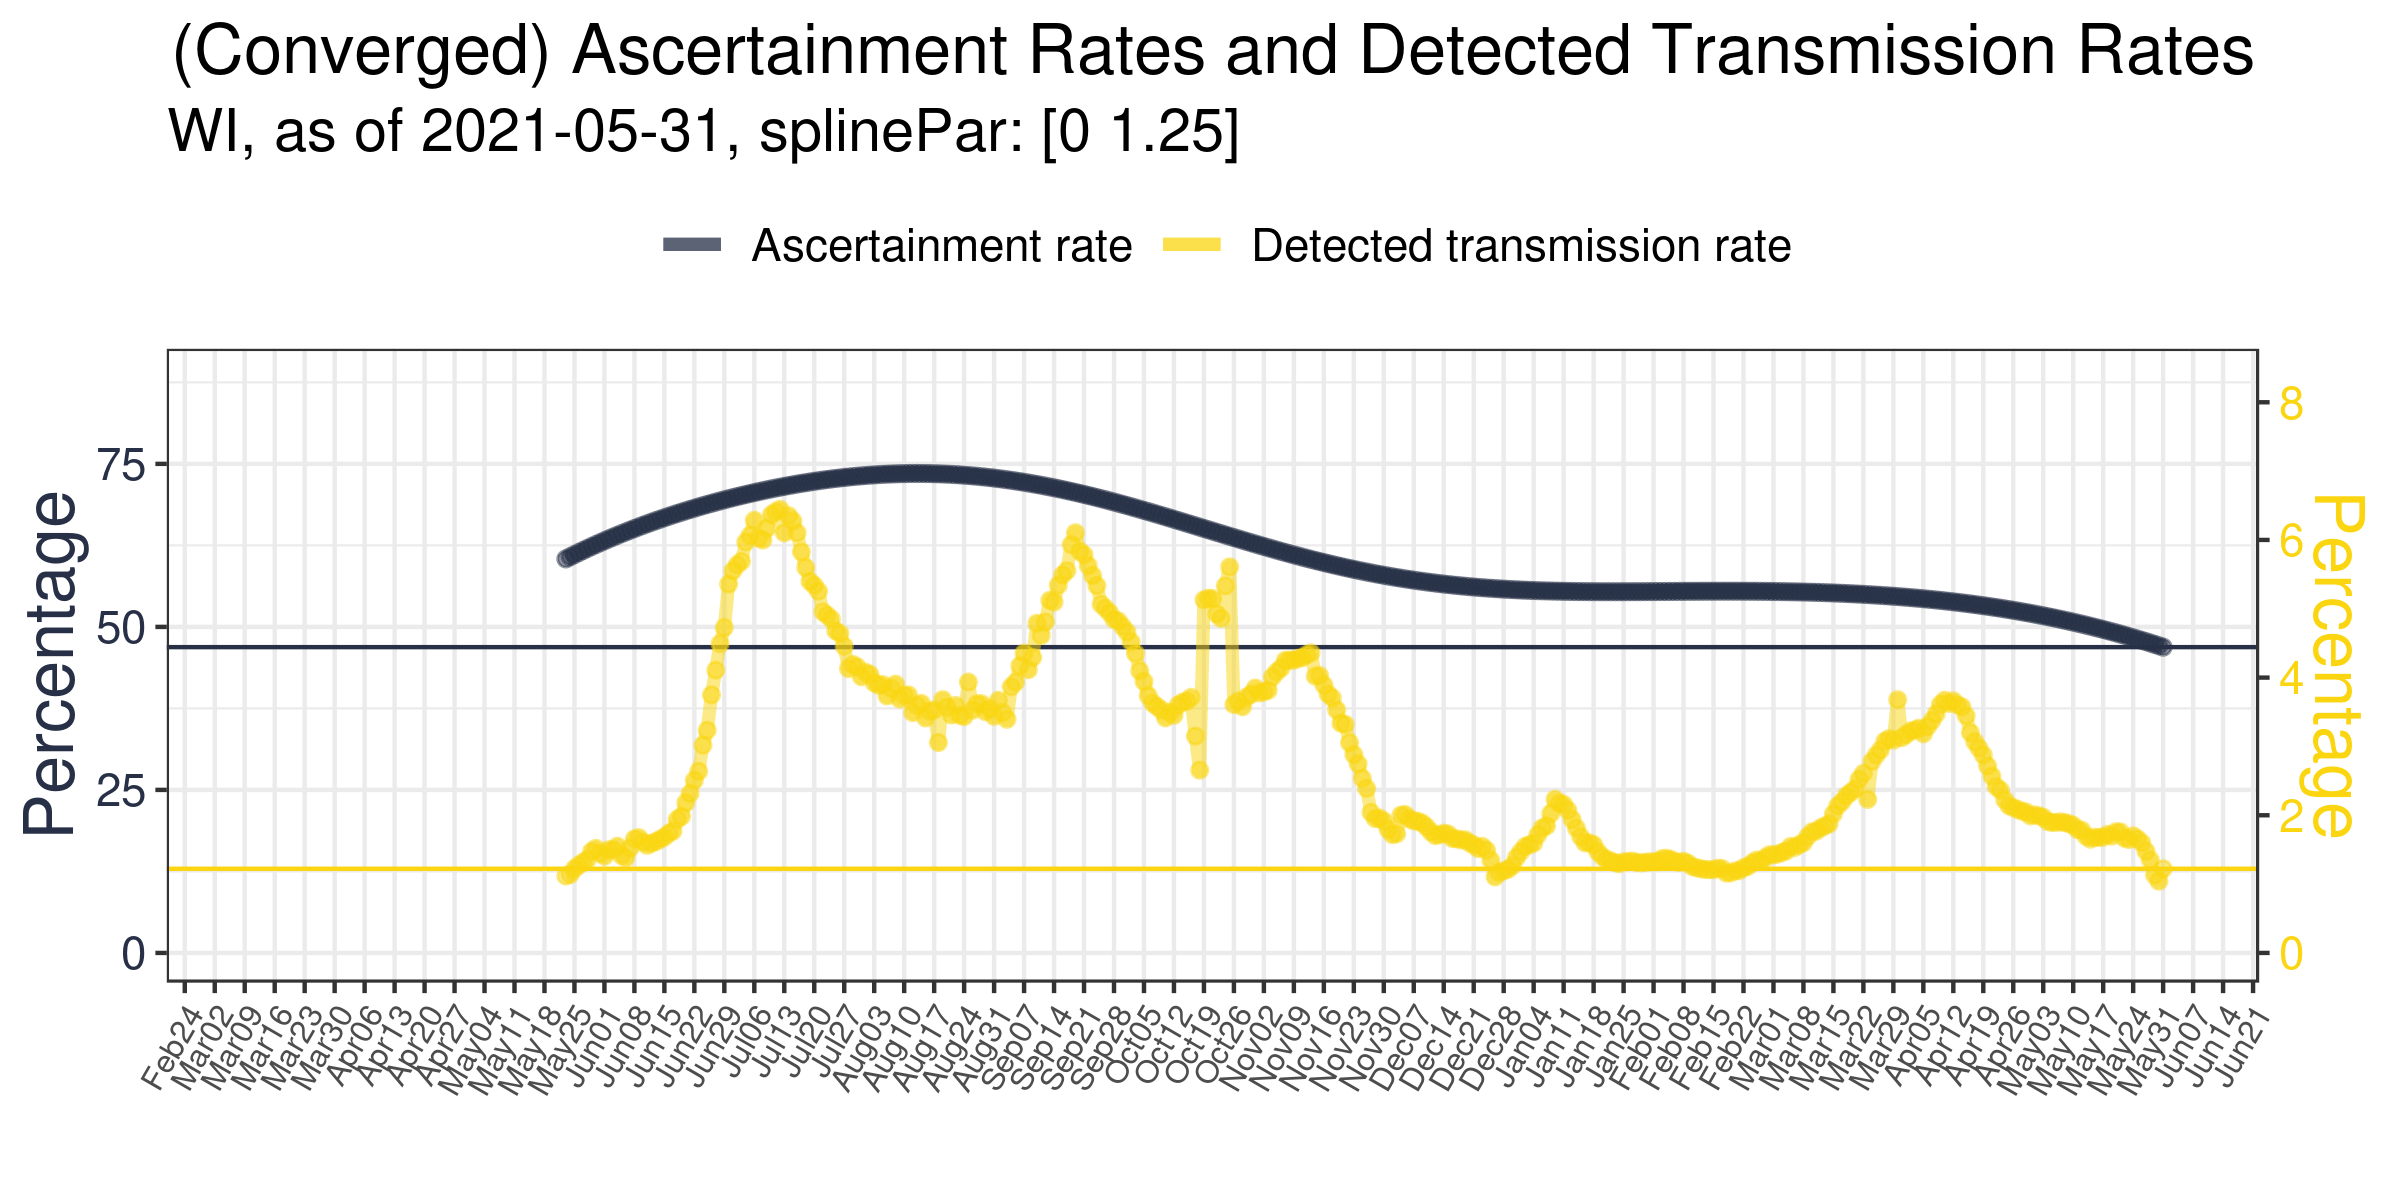 (Converged) Ascertainment Rates and Detected Transmission Rates
WI, as of 2021-05-31, splinePar: [0 1.25]
Ascertainment rate
Detected transmission rate
Percentage
75
50
25
0
8
6
4
2
0
Percentage
Feb24
Mar02
Mar09
Mar16
Mar23
Mar30
Apr06
Apr13
Apr20
Apr27
May04
May11
May18
May25
Jun01
Jun08
Jun15
Jun22
Jun29
Jul06
Jul13
Jul20
Jul27
Aug03
Aug10
Aug17
Aug24
Aug31
Sep07
Sep14
Sep21
Sep28
Oct05
Oct12
Oct19
Oct26
Nov02
Nov09
Nov16
Nov23
Nov30
Dec07
Dec14
Dec21
Dec28
Jan04
Jan11
Jan18
Jan25
Feb01
Feb08
Feb15
Feb22
Mar01
Mar08
Mar15
Mar22
Mar29
Apr05
Apr12
Apr19
Apr26
May03
May10
May17
May24
May31
Jun07
Jun14
Jun21